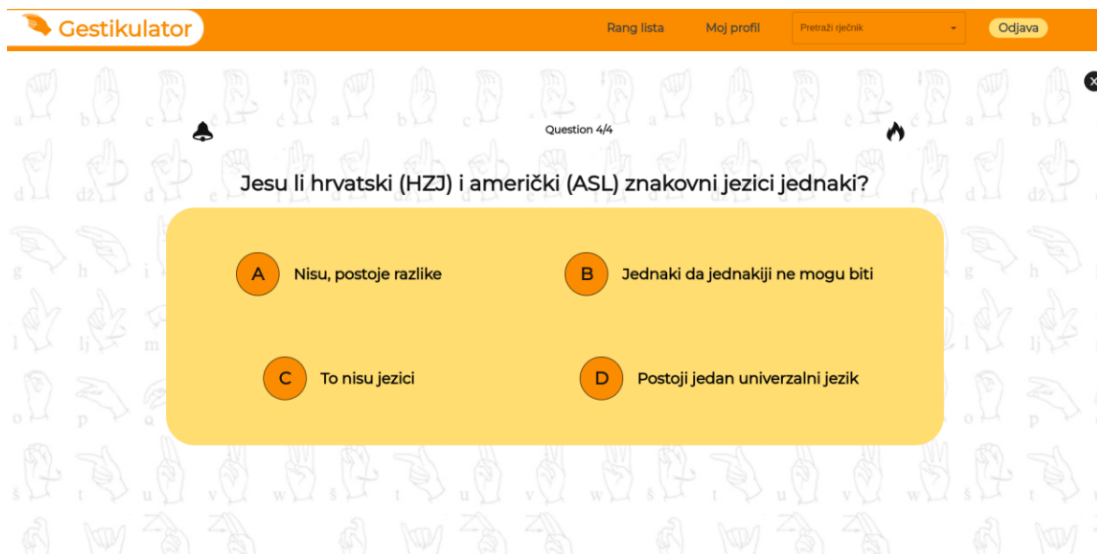 Gestikulator
Rang lista
Moj profil
Pretraži rječnik
Odjava
Question 4/4
Jesu li hrvatski (HZJ) i američki (ASL) znakovni jezici jednaki?
A Nisu, postoje razlike
B Jednaki da jednakiji ne mogu biti
C To nisu jezici
D Postoji jedan univerzalni jezik